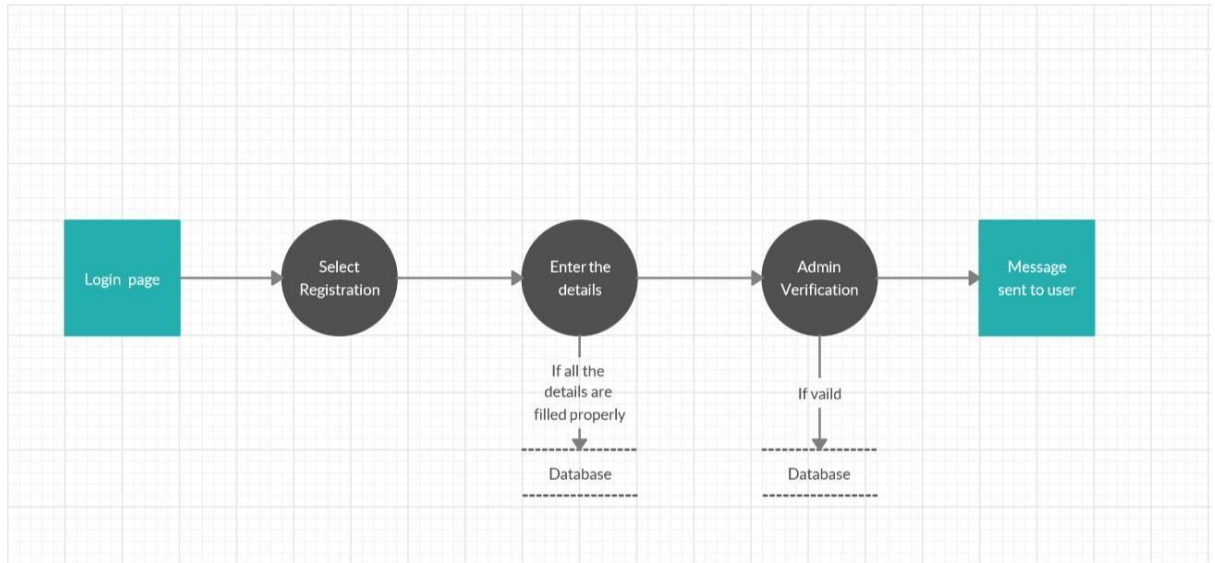 Login page
Select
Registration
Enter the
details
Admin
Verification
Message
sent to user
If all the
details are
filled properly
If vaild
Database
Database